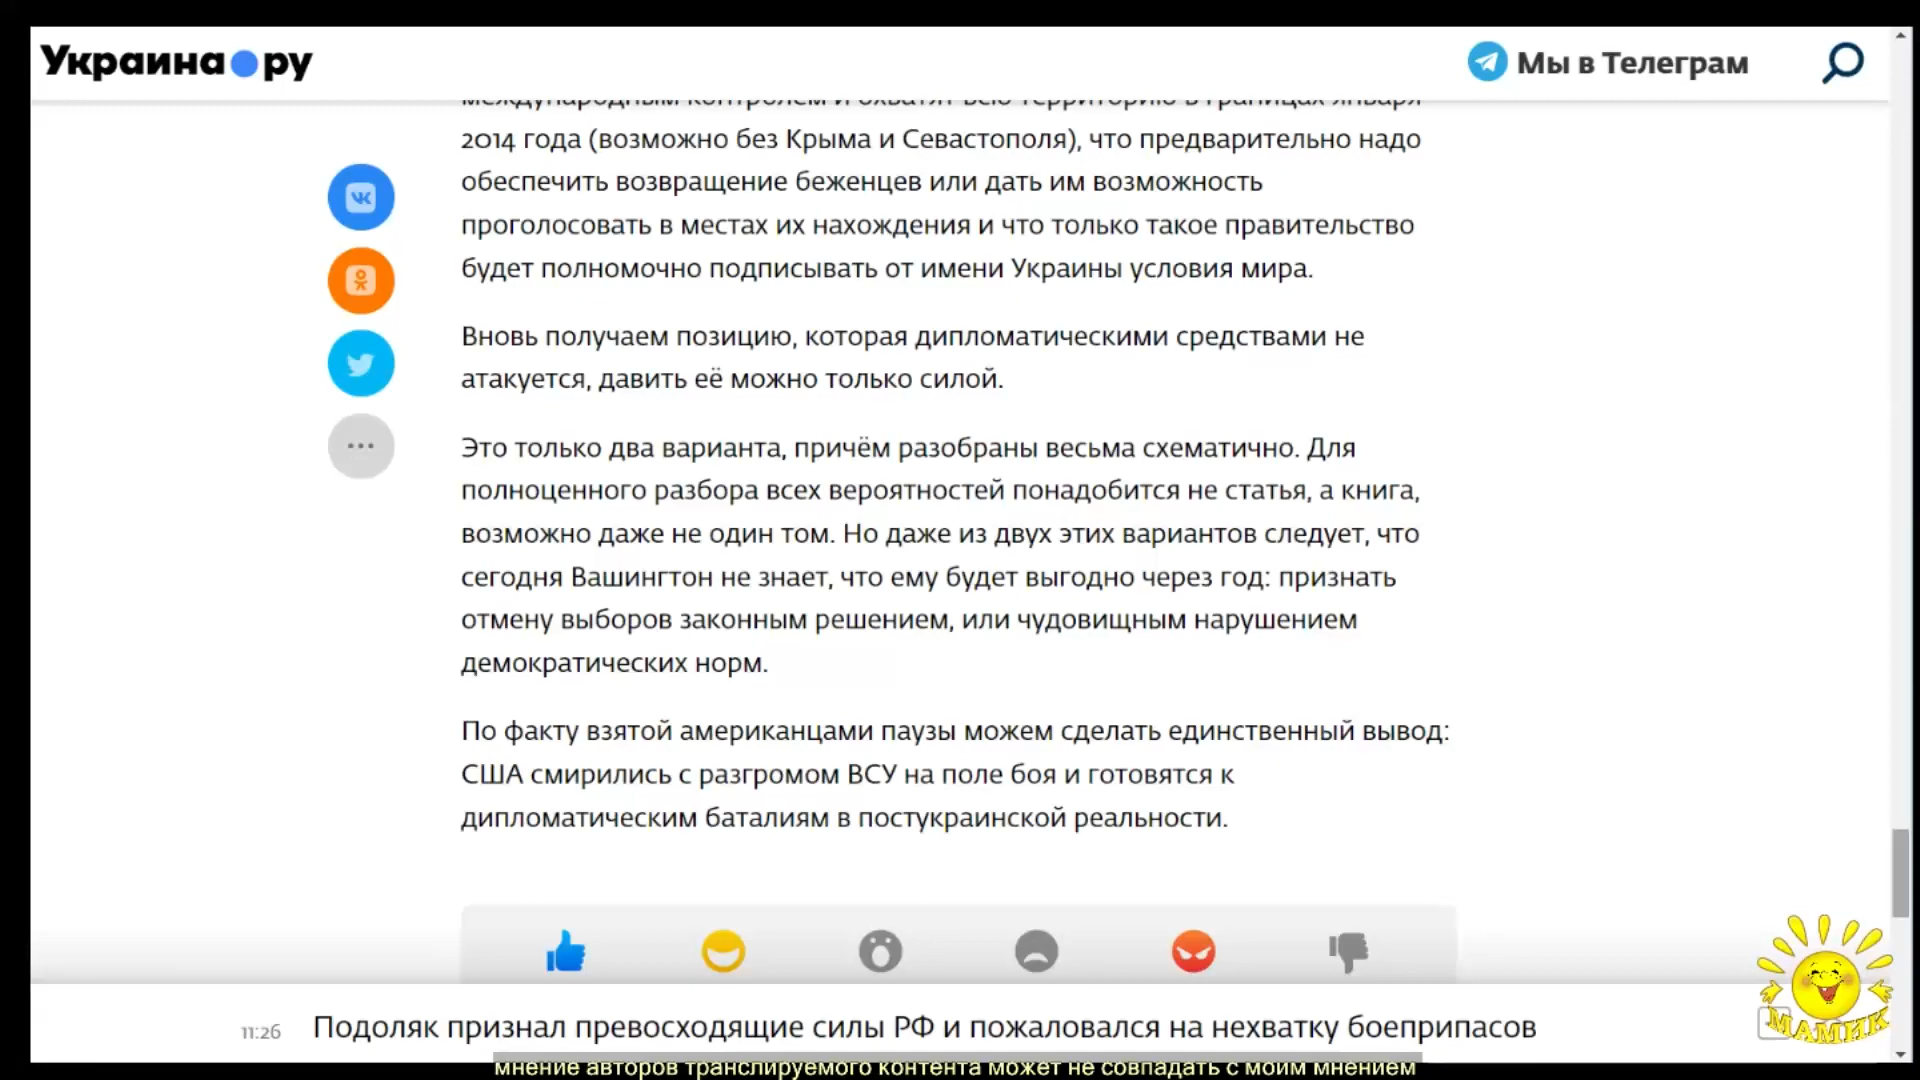 Украина.ру
Мы в Телеграм
международным контролем и охватят всю территорию в границах января
2014 года (возможно без Крыма и Севастополя), что предварительно надо
обеспечить возвращение беженцев или дать им возможность
проголосовать в местах их нахождения и что только такое правительство
будет полномочно подписывать от имени Украины условия мира.
Вновь получаем позицию, которая дипломатическими средствами не
атакуется, давить её можно только силой.
Это только два варианта, причём разобраны весьма схематично. Для
полноценного разбора всех вероятностей понадобится не статья, а книга,
возможно даже не один том. Но даже из двух этих вариантов следует, что
сегодня Вашингтон не знает, что ему будет выгодно через год: признать
отмену выборов законным решением, или чудовищным нарушением
демократических норм.
По факту взятой американцами паузы можем сделать единственный вывод:
США смирились с разгромом ВСУ на поле боя и готовятся к
дипломатическим баталиям в постукраинской реальности.
11:26 Подоляк признал превосходящие силы РФ и пожаловался на нехватку боеприпасов
МАМИК
мнение авторов транслируемого контента может не совпадать с моим мнением